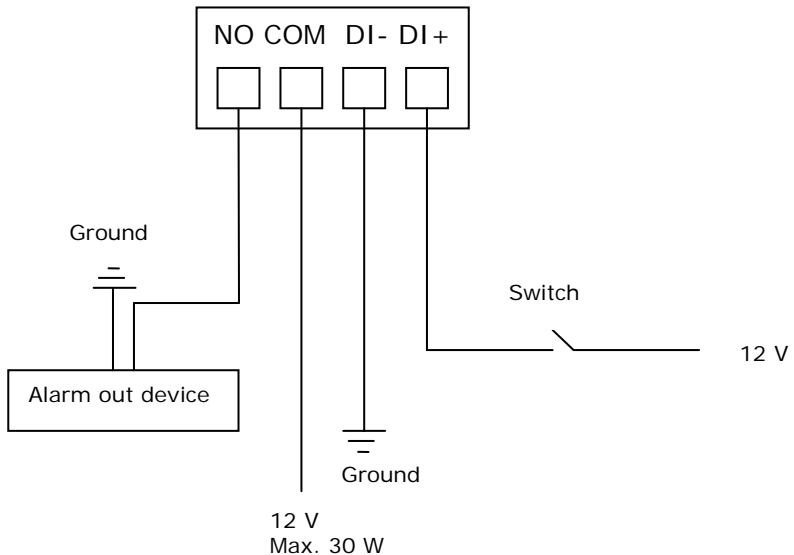 NO COM DI- DI+
Ground
Switch
12 V
Alarm out device
Ground
12 V
Max. 30 W